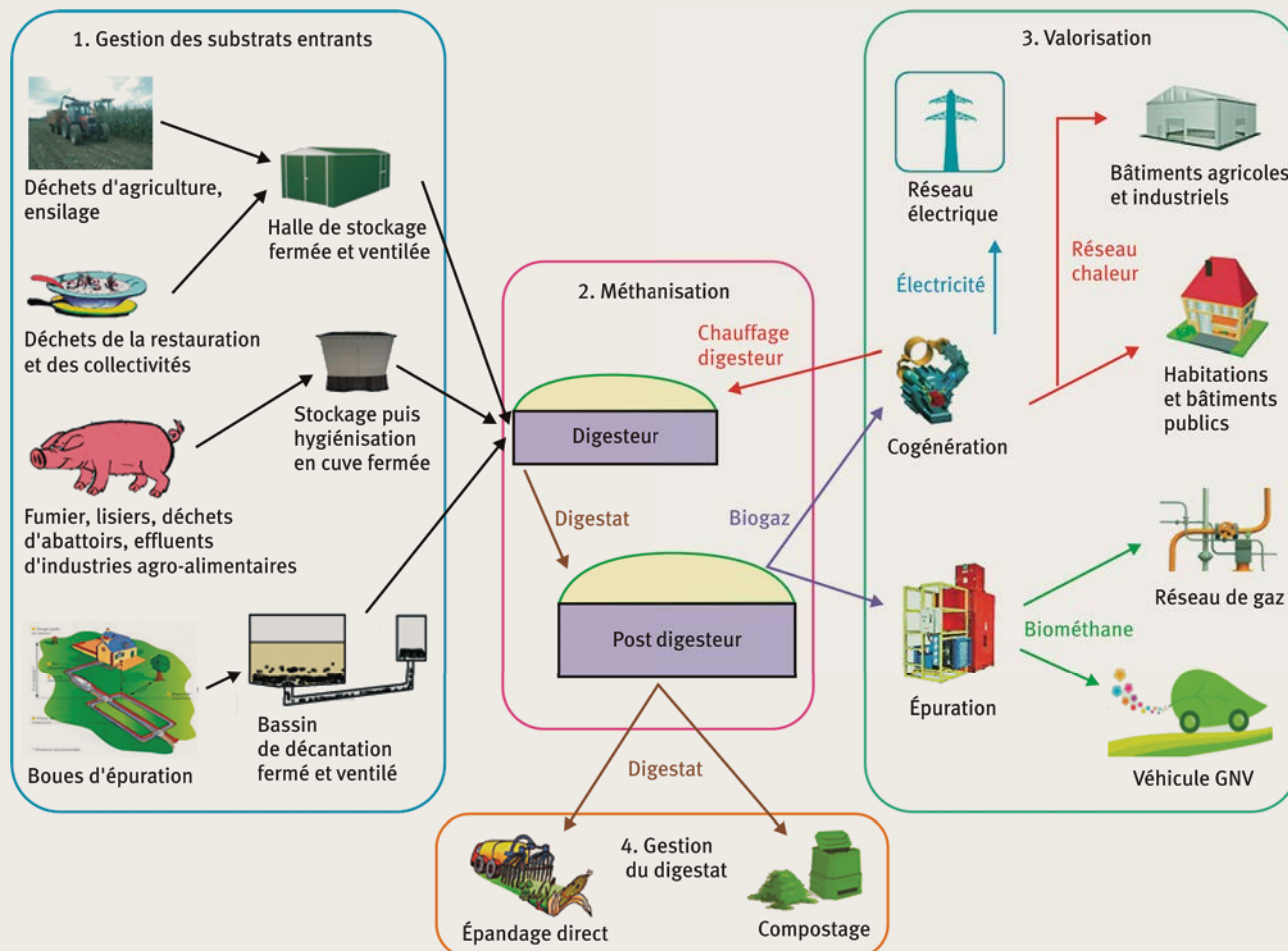 1. Gestion des substrats entrants
Déchets d'agriculture,
ensilage
Halle de stockage
fermée et ventilée
Déchets de la restauration
et des collectivités
Stockage puis
hygiénisation
en cuve fermée
Fumier, lisiers, déchets
d'abattoirs, effluents
d'industries agro-alimentaires
Boues d'épuration
Bassin
de décantation
fermé et ventilé
2. Méthanisation
Chauffage
digesteur
Digesteur
Digestat
Biogaz
Post digesteur
Digestat
3. Valorisation
Réseau
électrique
Bâtiments agricoles
et industriels
Électricité
Réseau
chaleur
Cogénération
Habitations
et bâtiments
publics
Réseau de gaz
Biométhane
Épuration
Véhicule GNV
4. Gestion
du digestat
Épandage direct
Compostage